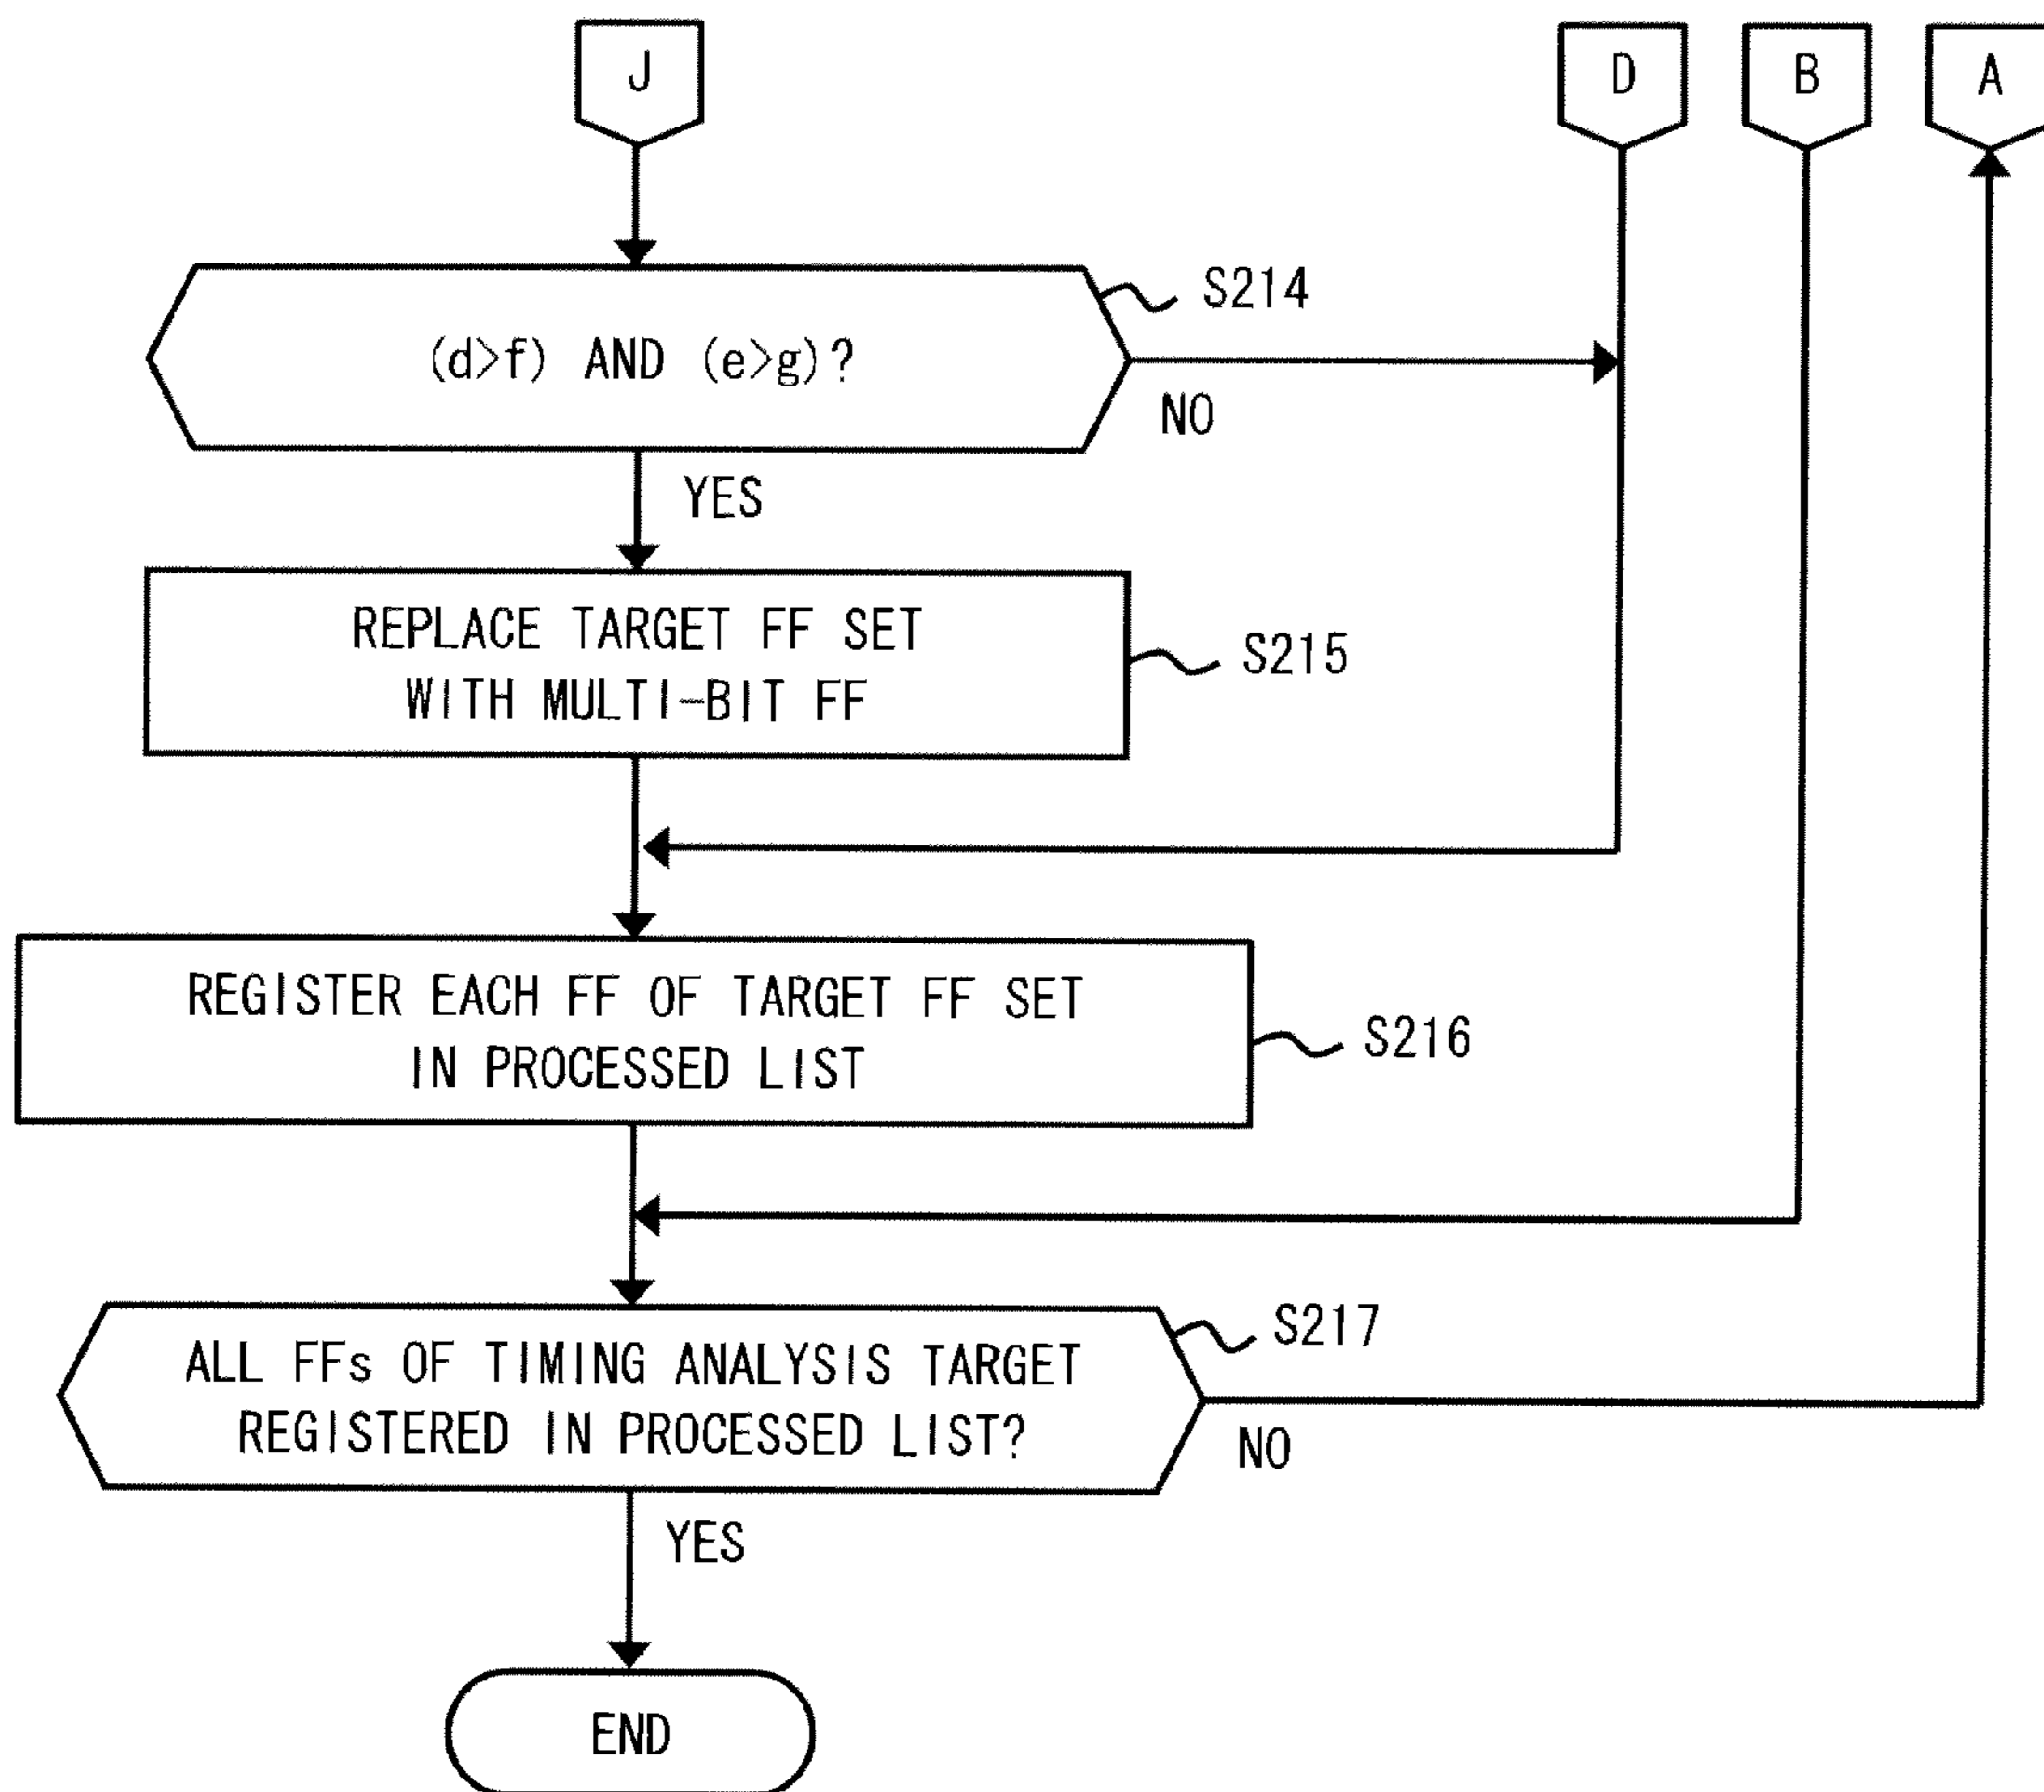 J
D
B
A
S214
(d>f) AND (e>g)?
NO
YES
REPLACE TARGET FF SET
WITH MULTI-BIT FF
S215
REGISTER EACH FF OF TARGET FF SET
IN PROCESSED LIST
S216
S217
ALL FFs OF TIMING ANALYSIS TARGET
REGISTERED IN PROCESSED LIST?
NO
YES
END